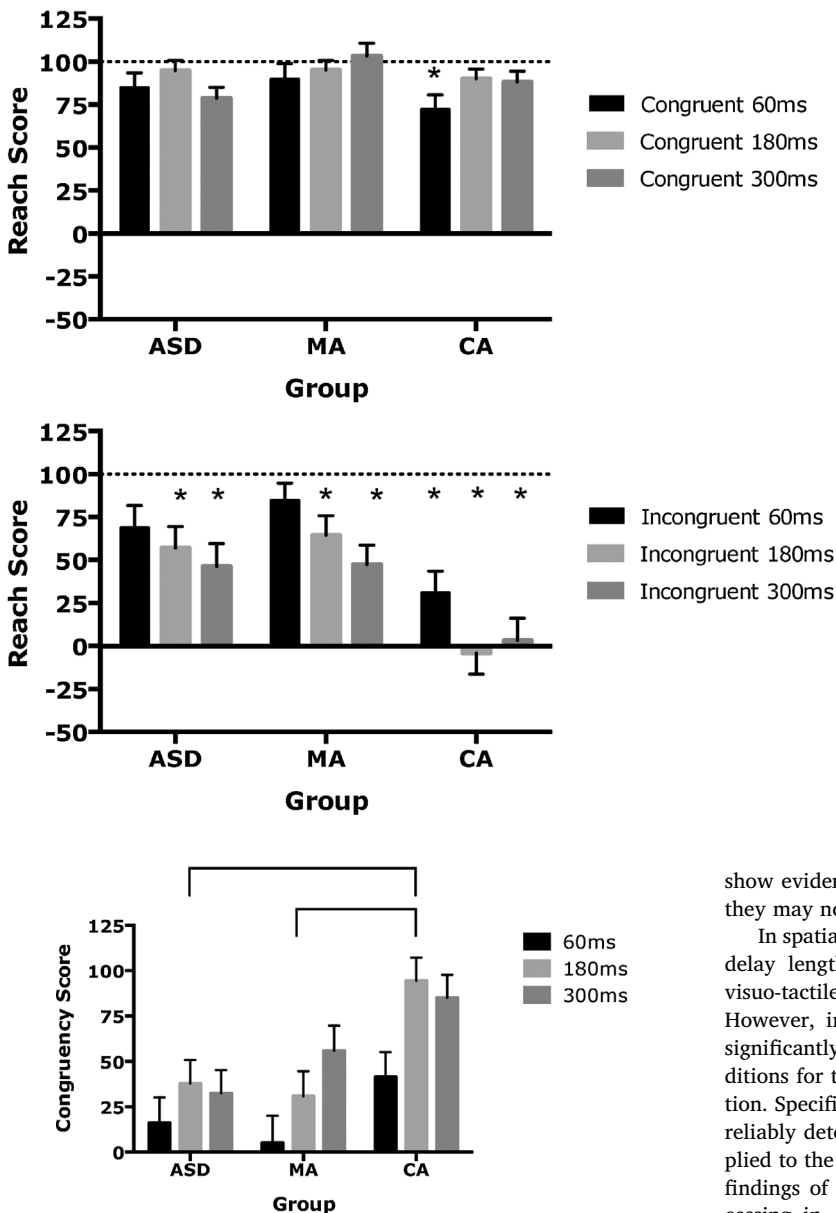 125
100
75
50
25
0
-25
-50
Reach Score
*
ASD MA CA
Group
Congruent 60ms
Congruent 180ms
Congruent 300ms
125
100
75
50
25
0
-25
-50
Reach Score
* * * * * * *
ASD MA CA
Group
Incongruent 60ms
Incongruent 180ms
Incongruent 300ms
125
100
75
50
25
0
Congruency Score
ASD MA CA
Group
60ms
180ms
300ms
show eviden
they may no
In spatia
delay length
visuo-tactile
However, in
significantly
ditions for t
tion. Specifi
reliably dete
plied to the
findings of